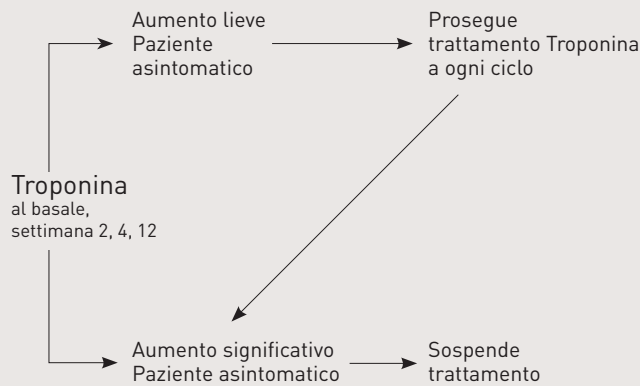 Aumento lieve
Paziente
asintomatico
Prosegue
trattamento Troponina
a ogni ciclo
Troponina
al basale,
settimana 2, 4, 12
Aumento significativo
Paziente asintomatico
Sospende
trattamento